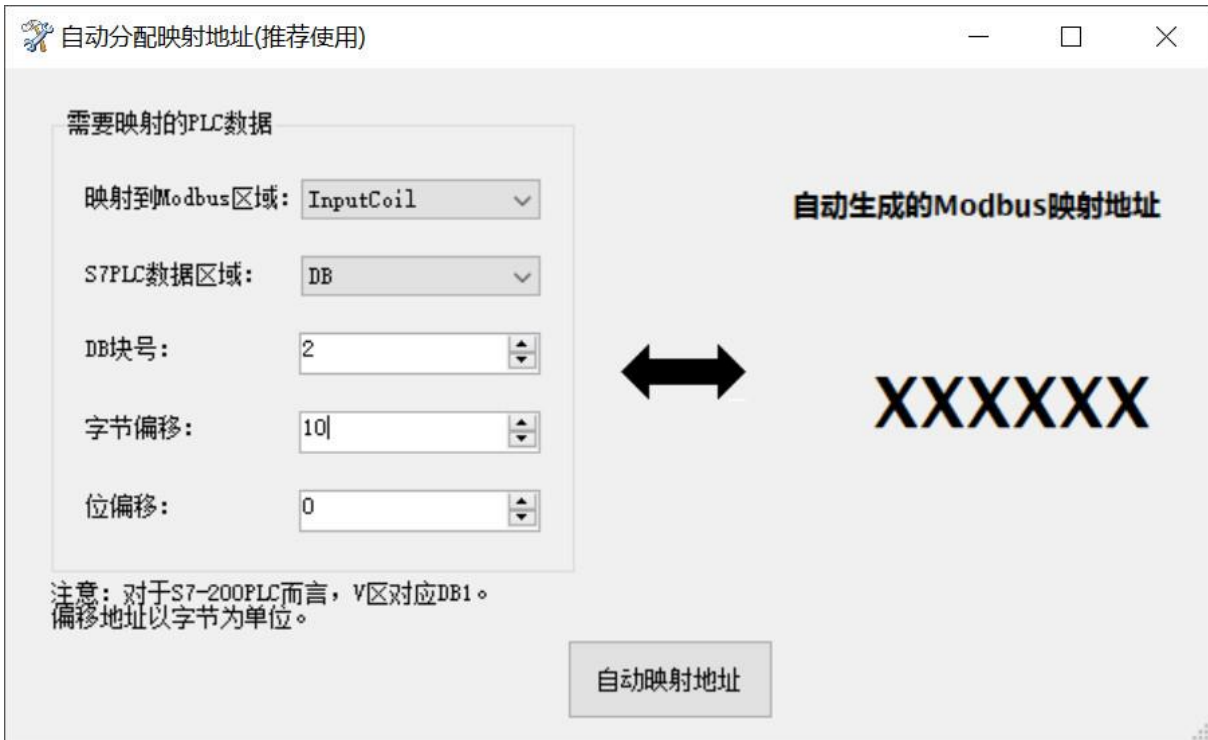 自动分配映射地址(推荐使用)
需要映射的PLC数据
映射到Modbus区域: InputCoil
自动生成的Modbus映射地址
S7PLC数据区域: DB
DB块号: 2
XXXXXX
字节偏移: 10
位偏移: 0
注意: 对于S7-200PLC而言, V区对应DB1。
偏移地址以字节为单位。
自动映射地址